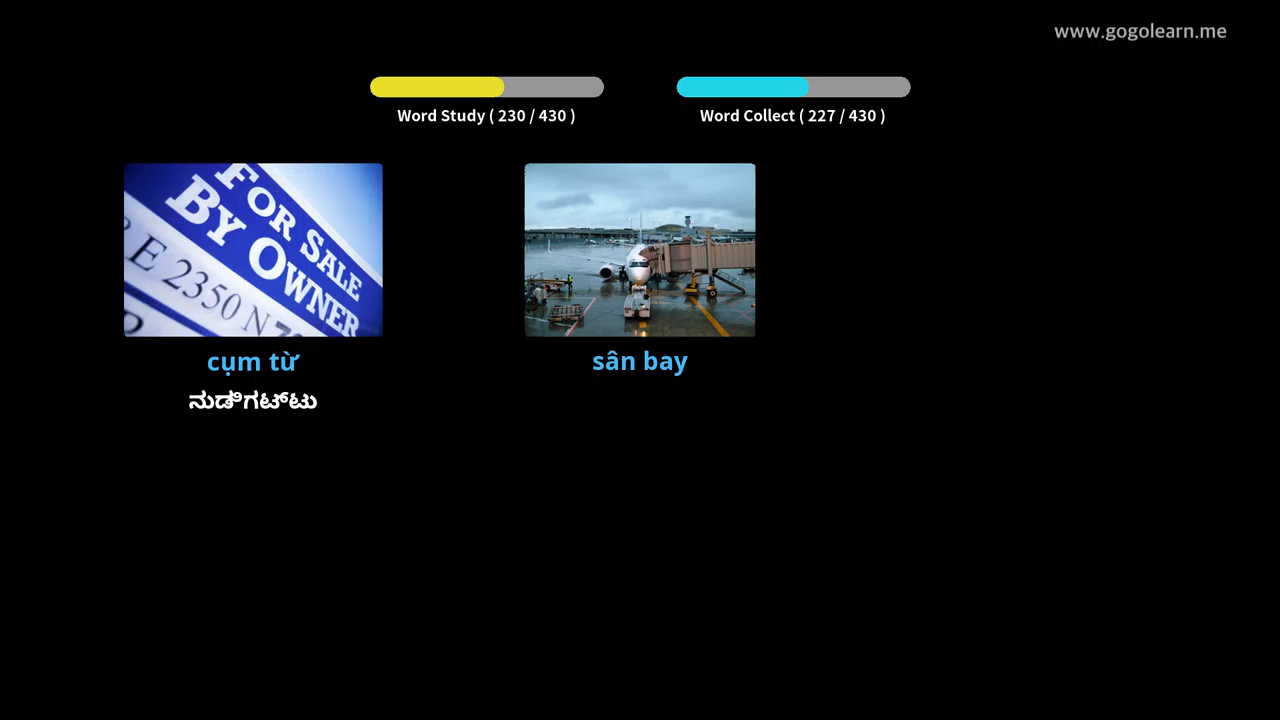 www.gogolearn.me
Word Study ( 230 / 430 )
Word Collect ( 227 / 430 )
FOR SALE
BY OWNER
E 2350 N
cụm từ
sân bay
ನುಡಿಗಟ್ಟು